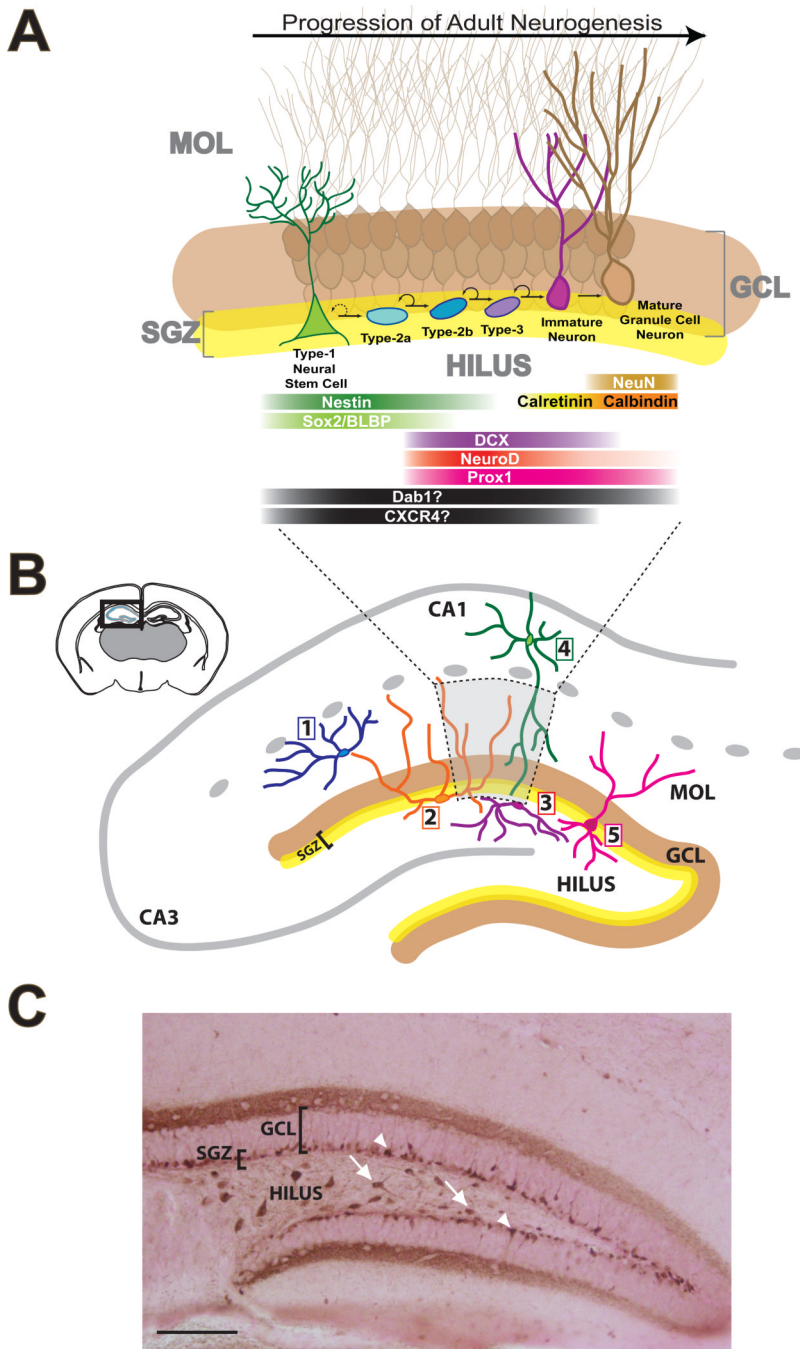 A
Progression of Adult Neurogenesis
MOL
GCL
SGZ
Type-1
Neural
Stem Cell
Type-2a
Type-2b
Type-3
Immature
Neuron
Mature
Granule Cell
Neuron
HILUS
NeuN
Nestin
Calretinin
Calbindin
Sox2/BLBP
DCX
NeuroD
Prox1
Dab1?
CXCR4?
B
CA1
4
1
MOL
2
3
5
SGZ
GCL
HILUS
CA3
C
GCL
SGZ
HILUS